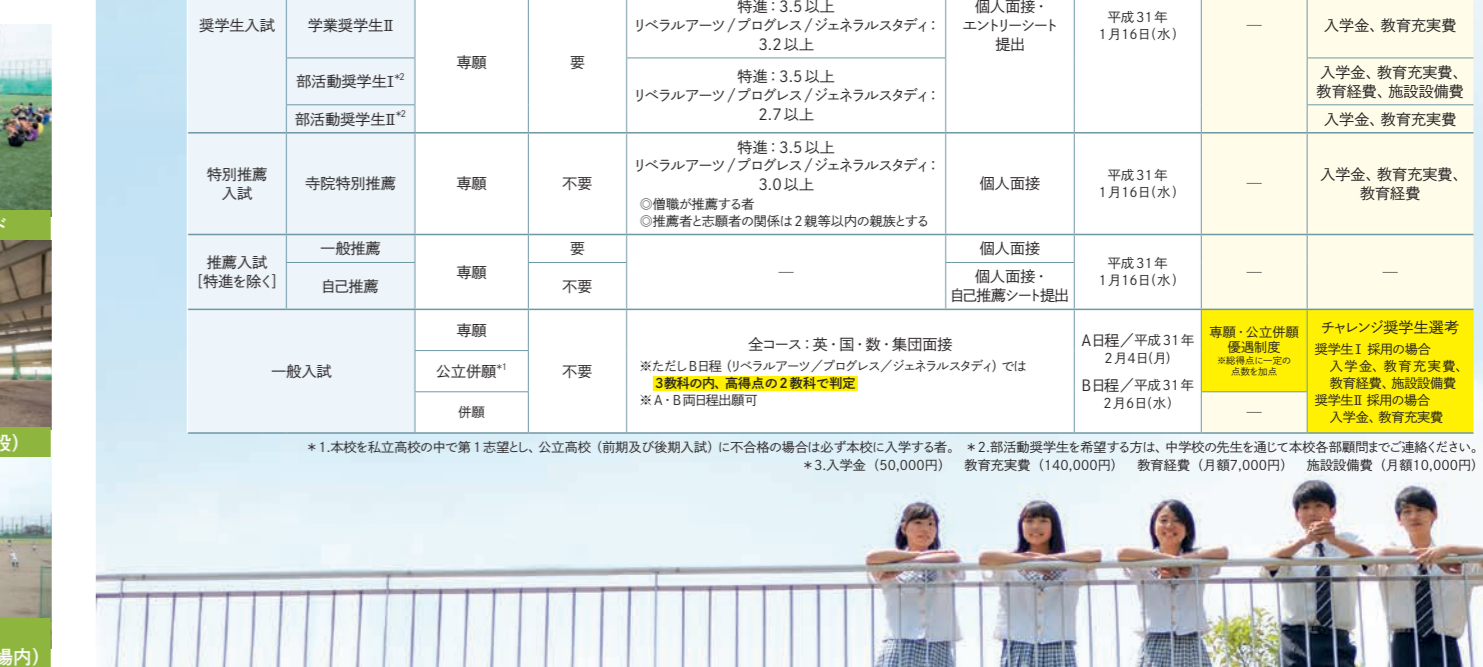 奨学生入試
学業奨学生Ⅱ
専願
要
特進：3.5以上
リベラルアーツ／プログレス／ジェネラルスタディ：
3.2以上
個人面接・
エントリーシート
提出
平成31年
1月16日(水)
―
入学金、教育充実費
部活動奨学生Ⅰ*2
特進：3.5以上
リベラルアーツ／プログレス／ジェネラルスタディ：
2.7以上
入学金、教育充実費、
教育経費、施設設備費
部活動奨学生Ⅱ*2
入学金、教育充実費
特別推薦
入試
寺院特別推薦
専願
不要
特進：3.5以上
リベラルアーツ／プログレス／ジェネラルスタディ：
3.0以上
◎僧職が推薦する者
◎推薦者と志願者の関係は2親等以内の親族とする
個人面接
平成31年
1月16日(水)
―
入学金、教育充実費、
教育経費
推薦入試
[特進を除く]
一般推薦
専願
要
―
個人面接
平成31年
1月16日(水)
―
―
自己推薦
不要
個人面接・
自己推薦シート提出
一般入試
専願
公立併願*1
併願
不要
全コース：英・国・数・集団面接
※ただしB日程（リベラルアーツ／プログレス／ジェネラルスタディ）では
3教科の内、高得点の2教科で判定
※A・B両日程出願可
A日程／平成31年
2月4日(月)
B日程／平成31年
2月6日(水)
専願・公立併願
優遇制度
※総得点に一定の
点数を加点
―
チャレンジ奨学生選考
奨学生Ⅰ 採用の場合
入学金、教育充実費、
教育経費、施設設備費
奨学生Ⅱ 採用の場合
入学金、教育充実費
＊1.本校を私立高校の中で第1志望とし、公立高校（前期及び後期入試）に不合格の場合は必ず本校に入学する者。 ＊2.部活動奨学生を希望する方は、中学校の先生を通じて本校各部顧問までご連絡ください。
＊3.入学金（50,000円） 教育充実費（140,000円） 教育経費（月額7,000円） 施設設備費（月額10,000円）
ド
設）
場内）